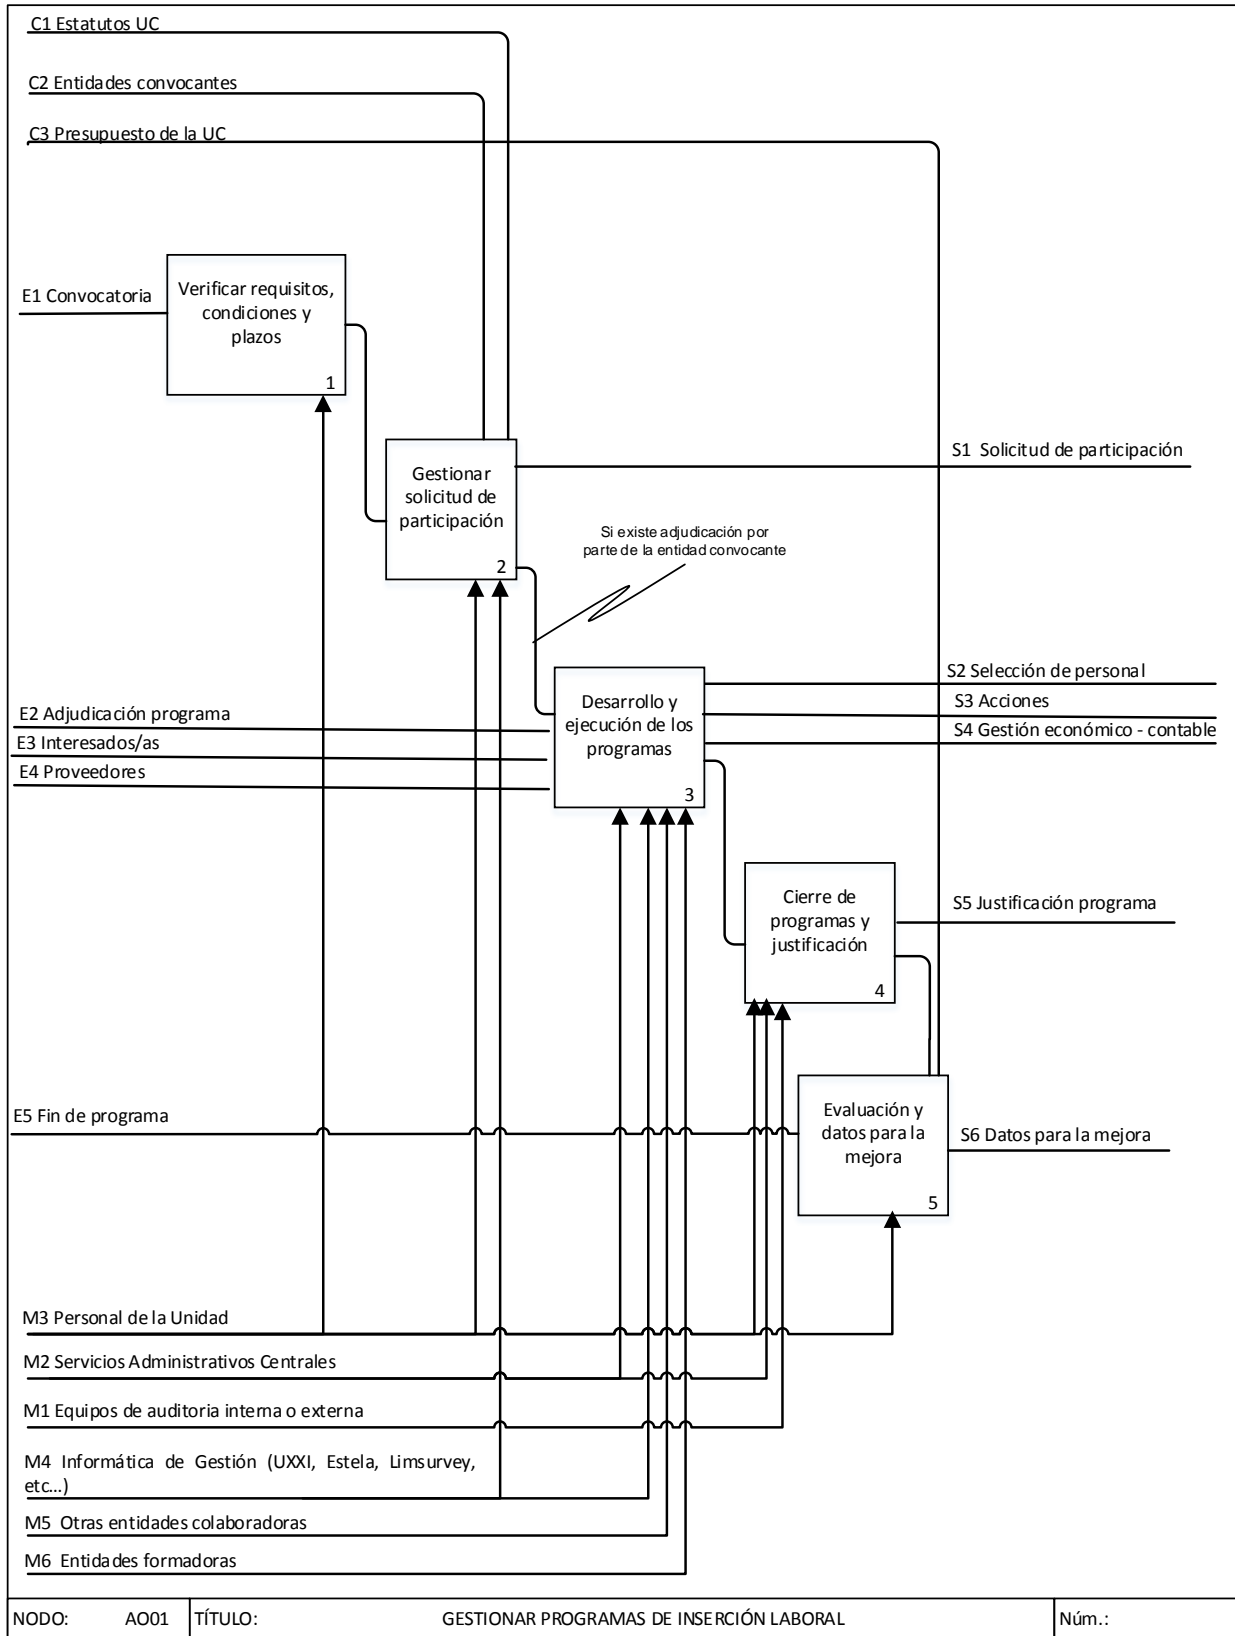 C1 Estatutos UC
C2 Entidades convocantes
C3 Presupuesto de la UC
E1 Convocatoria
Verificar requisitos,
condiciones y
plazos
1
Gestionar
solicitud de
participación
2
S1 Solicitud de participación
Si existe adjudicación por
parte de la entidad convocante
E2 Adjudicación programa
E3 Interesados/as
E4 Proveedores
Desarrollo y
ejecución de los
programas
3
S2 Selección de personal
S3 Acciones
S4 Gestión económico - contable
Cierre de
programas y
justificación
4
S5 Justificación programa
E5 Fin de programa
Evaluación y
datos para la
mejora
5
S6 Datos para la mejora
M3 Personal de la Unidad
M2 Servicios Administrativos Centrales
M1 Equipos de auditoria interna o externa
M4 Informática de Gestión (UXXI, Estela, Limsurvey,
etc...)
M5 Otras entidades colaboradoras
M6 Entidades formadoras
NODO: AO01 TÍTULO: GESTIONAR PROGRAMAS DE INSERCIÓN LABORAL Núm.: